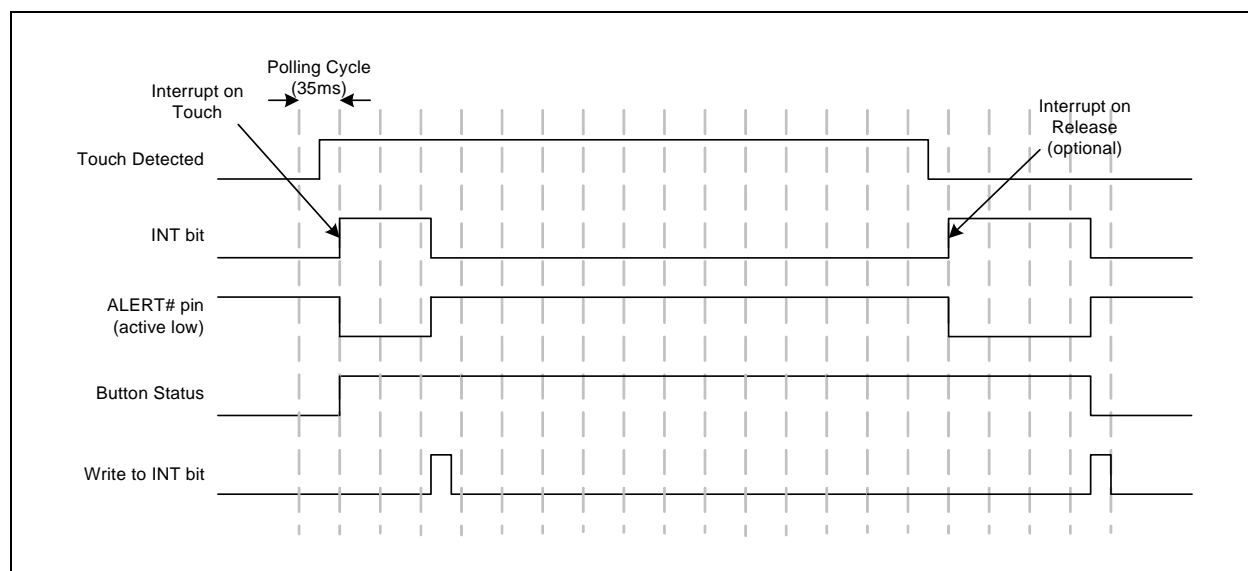 Polling Cycle
(35ms)
Interrupt on
Touch
Interrupt on
Release
(optional)
Touch Detected
INT bit
ALERT# pin
(active low)
Button Status
Write to INT bit